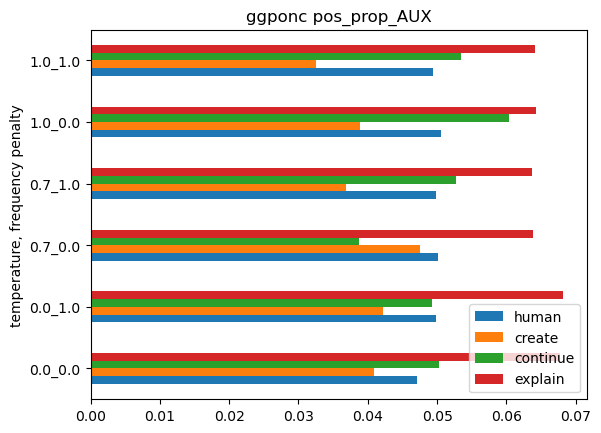 ggponc pos_prop_AUX
temperature, frequency penalty
1.0_1.0
1.0_0.0
0.7_1.0
0.7_0.0
0.0_1.0
0.0_0.0
human
create
continue
explain
0.00 0.01 0.02 0.03 0.04 0.05 0.06 0.07